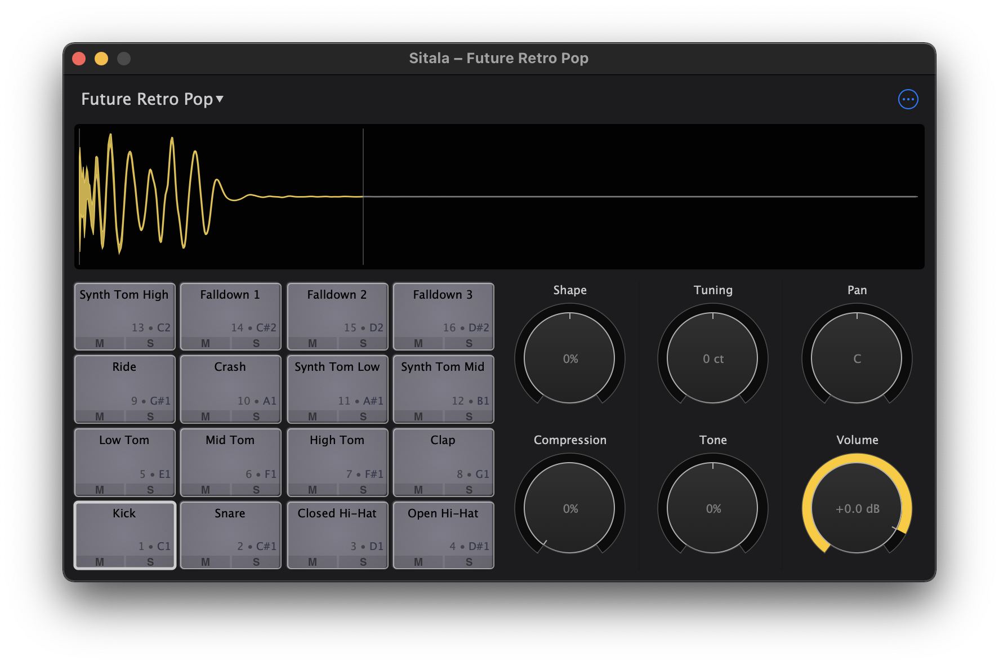 Sitala – Future Retro Pop
Future Retro Pop
Synth Tom High
13 • C2
M S
Falldown 1
14 • C#2
M S
Falldown 2
15 • D2
M S
Falldown 3
16 • D#2
M S
Ride
9 • G#1
M S
Crash
10 • A1
M S
Synth Tom Low
11 • A#1
M S
Synth Tom Mid
12 • B1
M S
Low Tom
5 • E1
M S
Mid Tom
6 • F1
M S
High Tom
7 • F#1
M S
Clap
8 • G1
M S
Kick
1 • C1
M S
Snare
2 • C#1
M S
Closed Hi-Hat
3 • D1
M S
Open Hi-Hat
4 • D#1
M S
Shape
0%
Tuning
0 ct
Pan
C
Compression
0%
Tone
0%
Volume
+0.0 dB